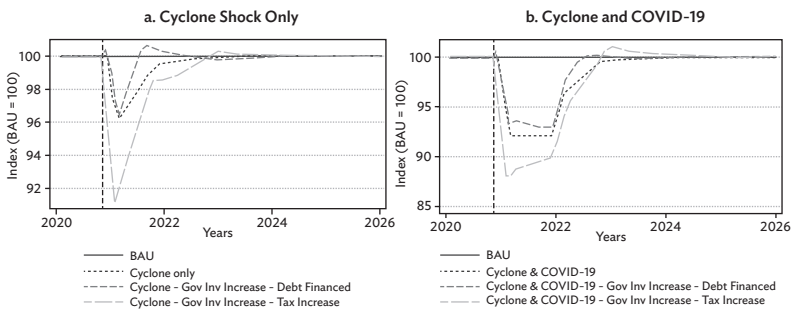 a. Cyclone Shock Only
Index (BAU = 100)
100
98
96
94
92
2020
2022
2024
2026
Years
BAU
Cyclone only
Cyclone - Gov Inv Increase - Debt Financed
Cyclone - Gov Inv Increase - Tax Increase
b. Cyclone and COVID-19
Index (BAU = 100)
100
95
90
85
2020
2022
2024
2026
Years
BAU
Cyclone & COVID-19
Cyclone & COVID-19 - Gov Inv Increase - Debt Financed
Cyclone & COVID-19 - Gov Inv Increase - Tax Increase